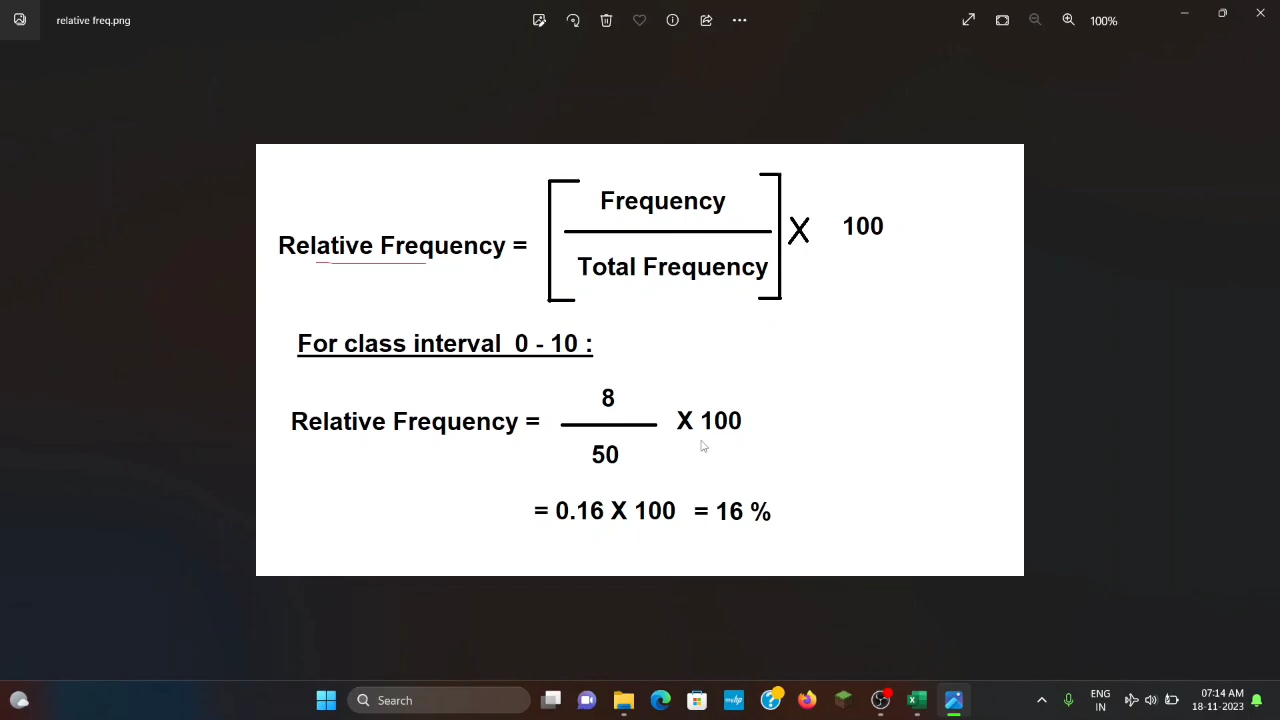 relative freq.png
100%
Frequency
Relative Frequency =
X 100
Total Frequency
For class interval 0 - 10 :
8
Relative Frequency =
X 100
50
= 0.16 X 100 = 16 %
Search
myhp
ENG
IN
07:14 AM
18-11-2023